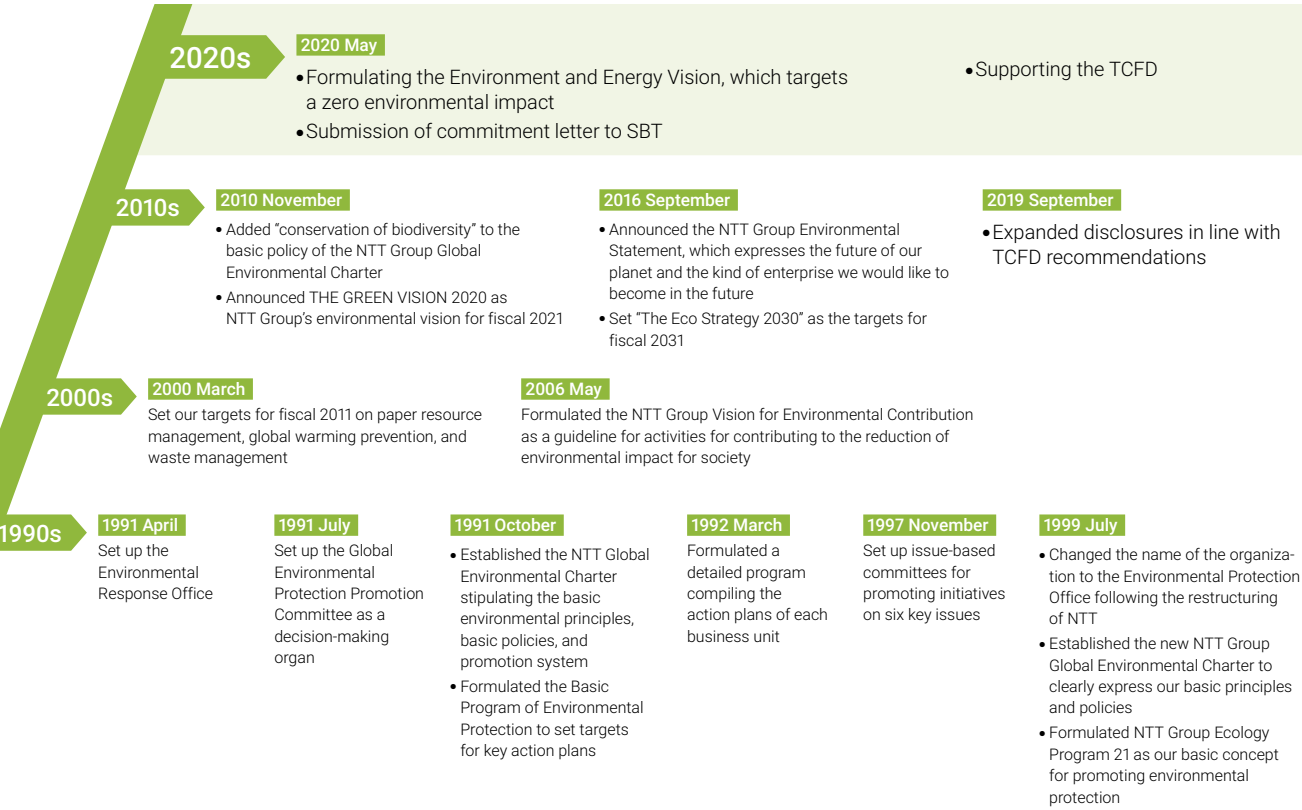 2020s
2020 May
•Formulating the Environment and Energy Vision, which targets
a zero environmental impact
•Submission of commitment letter to SBT
•Supporting the TCFD
2010s
2010 November
• Added “conservation of biodiversity” to the
basic policy of the NTT Group Global
Environmental Charter
• Announced THE GREEN VISION 2020 as
NTT Group’s environmental vision for fiscal 2021
2016 September
• Announced the NTT Group Environmental
Statement, which expresses the future of our
planet and the kind of enterprise we would like to
become in the future
• Set “The Eco Strategy 2030” as the targets for
fiscal 2031
2019 September
•Expanded disclosures in line with
TCFD recommendations
2000s
2000 March
Set our targets for fiscal 2011 on paper resource
management, global warming prevention, and
waste management
2006 May
Formulated the NTT Group Vision for Environmental Contribution
as a guideline for activities for contributing to the reduction of
environmental impact for society
1990s
1991 April
Set up the
Environmental
Response Office
1991 July
Set up the Global
Environmental
Protection Promotion
Committee as a
decision-making
organ
1991 October
• Established the NTT Global
Environmental Charter
stipulating the basic
environmental principles,
basic policies, and
promotion system
• Formulated the Basic
Program of Environmental
Protection to set targets
for key action plans
1992 March
Formulated a
detailed program
compiling the
action plans of each
business unit
1997 November
Set up issue-based
committees for
promoting initiatives
on six key issues
1999 July
• Changed the name of the organiza-
tion to the Environmental Protection
Office following the restructuring
of NTT
• Established the new NTT Group
Global Environmental Charter to
clearly express our basic principles
and policies
• Formulated NTT Group Ecology
Program 21 as our basic concept
for promoting environmental
protection